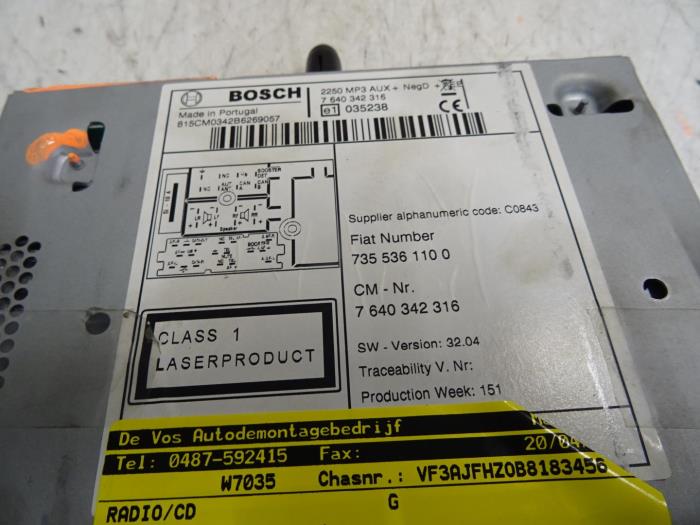 BOSCH
2250 MP3 AUX + NegD +
7 640 342 316
Made in Portugal
e1 035238
CE
815CM0342B6269057
Supplier alphanumeric code: C0843
Fiat Number
735 536 110 0
CM - Nr.
7 640 342 316
SW - Version: 32.04
Traceability V. Nr:
Production Week: 151
BOOSTER
Speaker
CLASS 1
LASERPRODUCT
De Vos Autodemontagebedrijf
Tel: 0487-592415 Fax:
W7035 Chasnr.: VF3AJFHZ0B8183456
RADIO/CD G